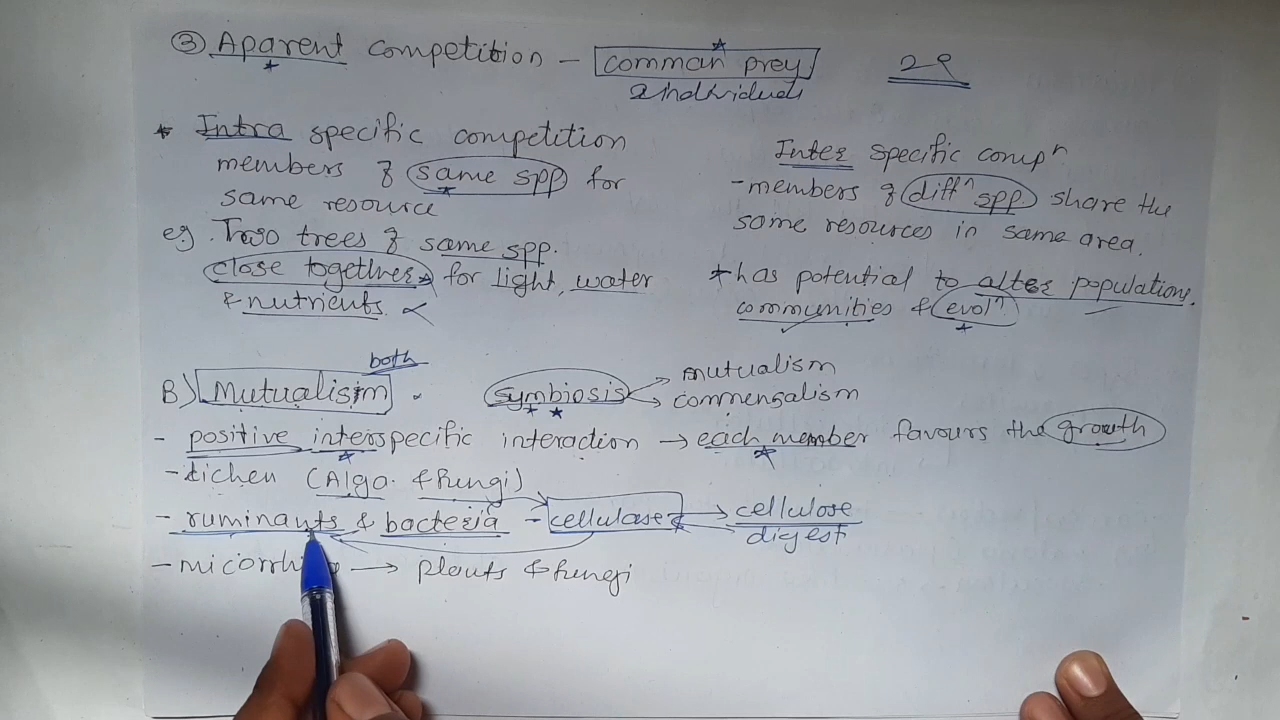 ③ Aparent competition – comman prey
2 individuals
29
* Intra specific competition
members of same spp for
same resource
eg. Two trees of same spp.
close together for light, water
& nutrients.
Inter specific compⁿ
- members of diffⁿ spp share the
same resources in same area.
* has potential to alter populations.
communities & evolⁿ
B) Mutualism both
symbiosis → mutualism
→ commensalism
- positive interspecific interaction → each member favours the growth
- Lichen (Alga. & fungi)
- ruminants & bacteria - cellulase → cellulose
digest
- micorrhiza → plants & fungi